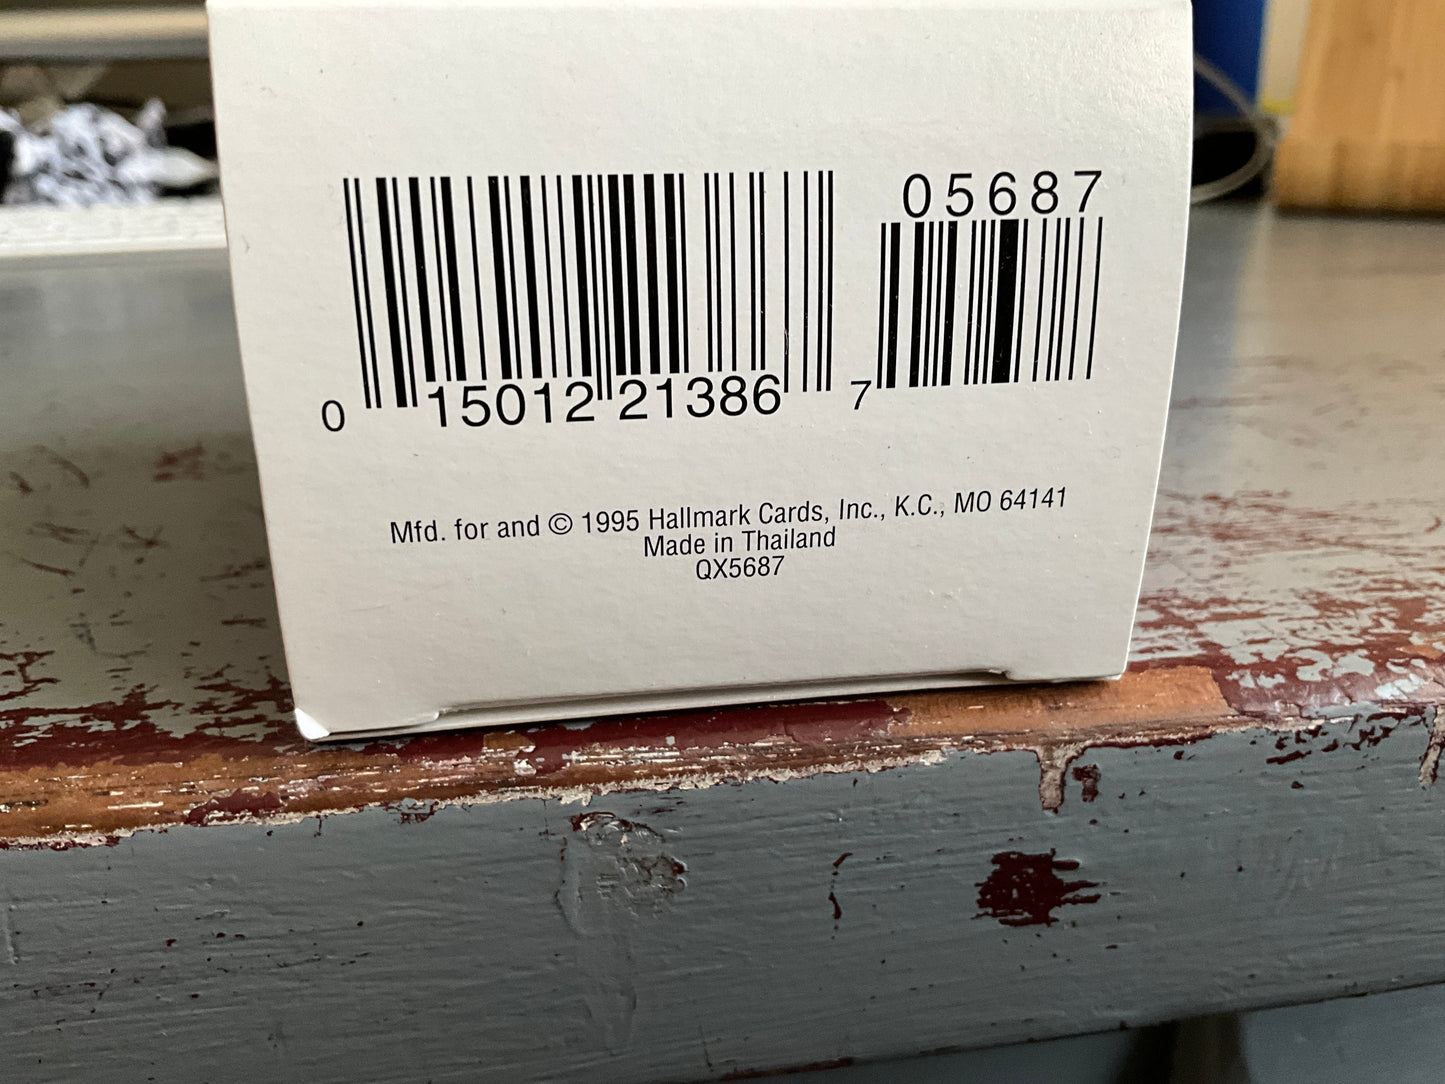 05687
0 15012 21386 7
Mfd. for and © 1995 Hallmark Cards, Inc., K.C., MO 64141
Made in Thailand
QX5687